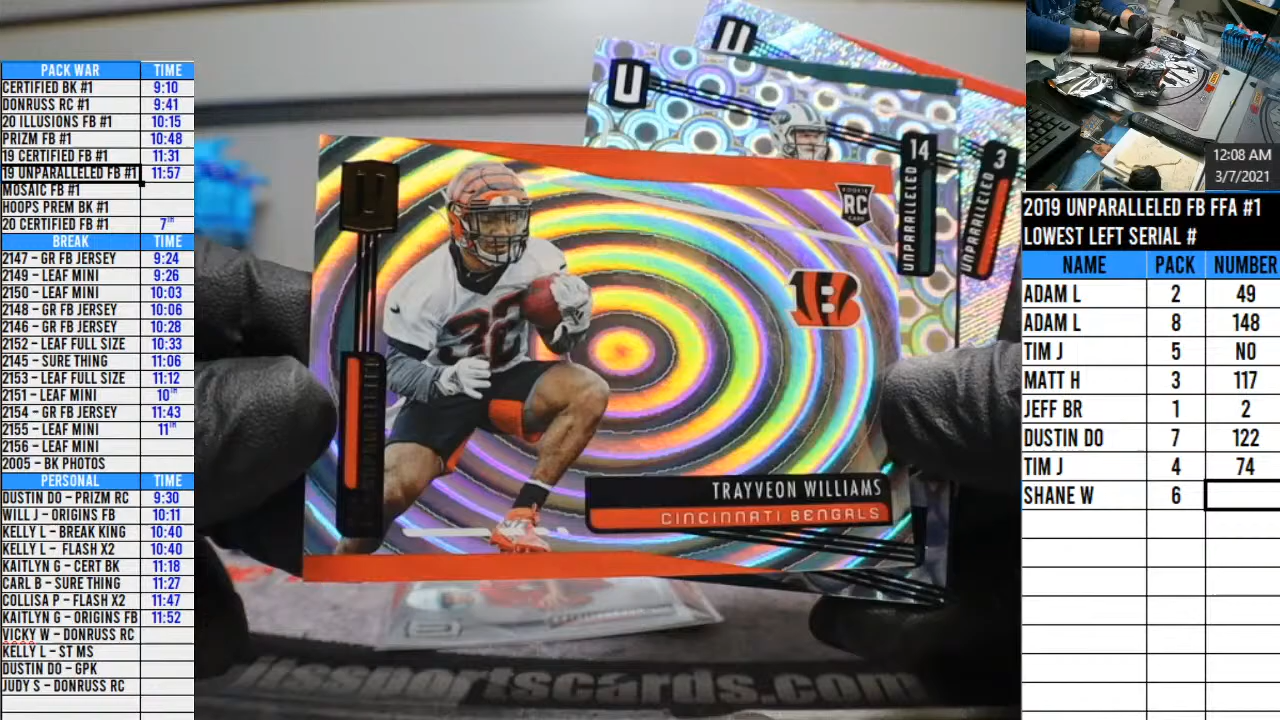 PACK WAR TIME
CERTIFIED BK #1 9:10
DONRUSS RC #1 9:41
20 ILLUSIONS FB #1 10:15
PRIZM FB #1 10:48
19 CERTIFIED FB #1 11:31
19 UNPARALLELED FB #1 11:57
MOSAIC FB #1
HOOPS PREM BK #1
20 CERTIFIED FB #1 7TH
BREAK TIME
2147 - GR FB JERSEY 9:24
2149 - LEAF MINI 9:26
2150 - LEAF MINI 10:03
2148 - GR FB JERSEY 10:06
2146 - GR FB JERSEY 10:28
2152 - LEAF FULL SIZE 10:33
2145 - SURE THING 11:06
2153 - LEAF FULL SIZE 11:12
2151 - LEAF MINI 10TH
2154 - GR FB JERSEY 11:43
2155 - LEAF MINI 11TH
2156 - LEAF MINI
2005 - BK PHOTOS
PERSONAL TIME
DUSTIN DO - PRIZM RC 9:30
WILL J - ORIGINS FB 10:11
KELLY L - BREAK KING 10:40
KELLY L - FLASH X2 10:40
KAITLYN G - CERT BK 11:18
CARL B - SURE THING 11:27
COLLISA P - FLASH X2 11:47
KAITLYN G - ORIGINS FB 11:52
VICKY W - DONRUSS RC
KELLY L - ST MS
DUSTIN DO - GPK
JUDY S - DONRUSS RC
U
U
14
UNPARALLELED
3
UNPARALLELED
U
ROOKIE
RC
CARD
B
32
TRAYVEON WILLIAMS
CINCINNATI BENGALS
jtssportscards.com
12:08 AM
3/7/2021
2019 UNPARALLELED FB FFA #1
LOWEST LEFT SERIAL #
NAME PACK NUMBER
ADAM L 2 49
ADAM L 8 148
TIM J 5 NO
MATT H 3 117
JEFF BR 1 2
DUSTIN DO 7 122
TIM J 4 74
SHANE W 6